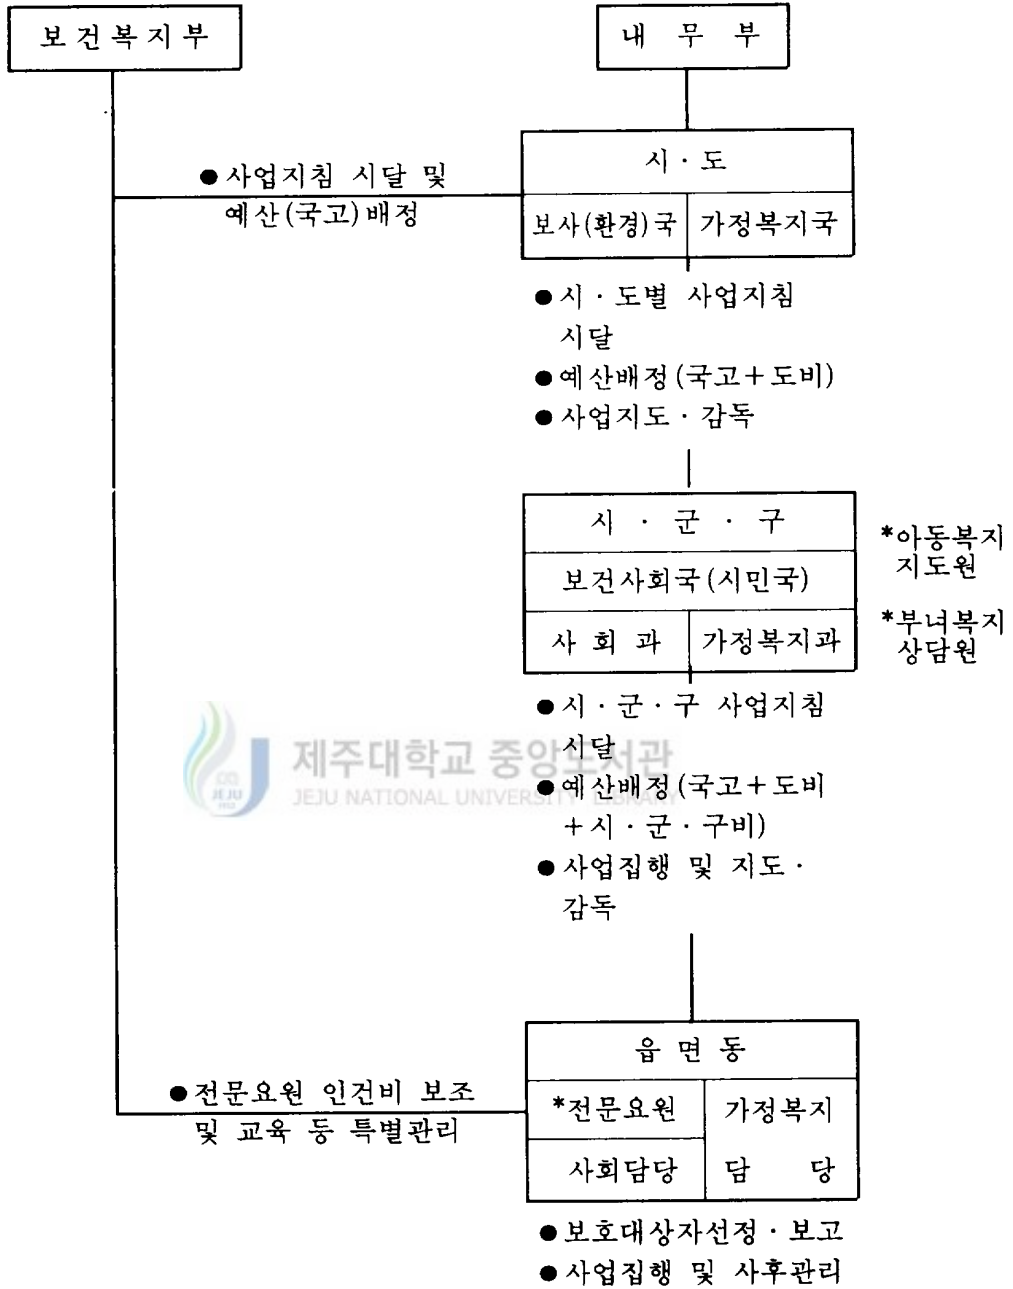 보건복지부
내 무 부
시 · 도
● 사업지침 시달 및
예산(국고)배정
보사(환경)국 가정복지국
● 시 · 도별 사업지침
시달
● 예산배정(국고+도비)
● 사업지도 · 감독
시 · 군 · 구
보건사회국(시민국)
사 회 과 가정복지과
*아동복지
지도원
*부녀복지
상담원
● 시 · 군 · 구 사업지침
시달
● 예산배정(국고+도비
+시 · 군 · 구비)
● 사업집행 및 지도 ·
감독
제주대학교 중앙도서관
JEJU NATIONAL UNIVERSITY LIBRARY
JEJU
1952
읍 면 동
● 전문요원 인건비 보조
및 교육 등 특별관리
*전문요원 가정복지
사회담당 담 당
● 보호대상자선정 · 보고
● 사업집행 및 사후관리